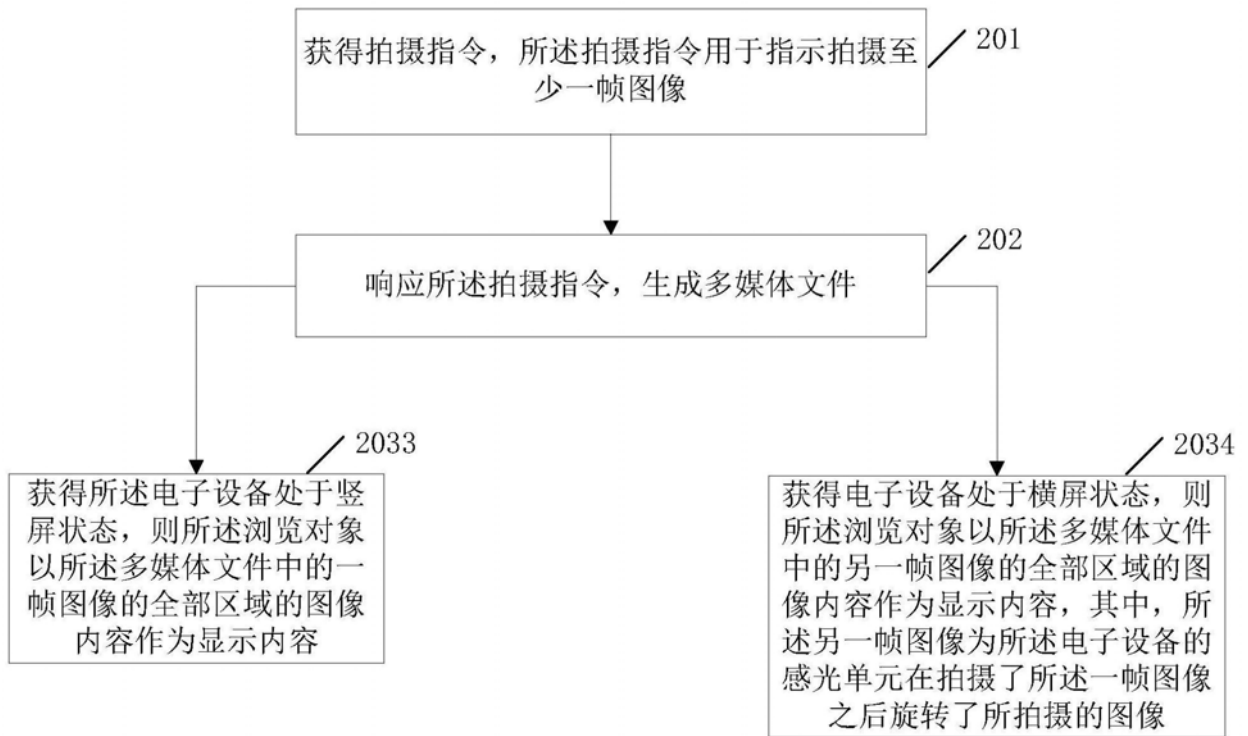 获得拍摄指令，所述拍摄指令用于指示拍摄至
少一帧图像
201
响应所述拍摄指令，生成多媒体文件
202
2033
获得所述电子设备处于竖
屏状态，则所述浏览对象
以所述多媒体文件中的一
帧图像的全部区域的图像
内容作为显示内容
2034
获得电子设备处于横屏状态，则
所述浏览对象以所述多媒体文件
中的另一帧图像的全部区域的图
像内容作为显示内容，其中，所
述另一帧图像为所述电子设备的
感光单元在拍摄了所述一帧图像
之后旋转了所拍摄的图像